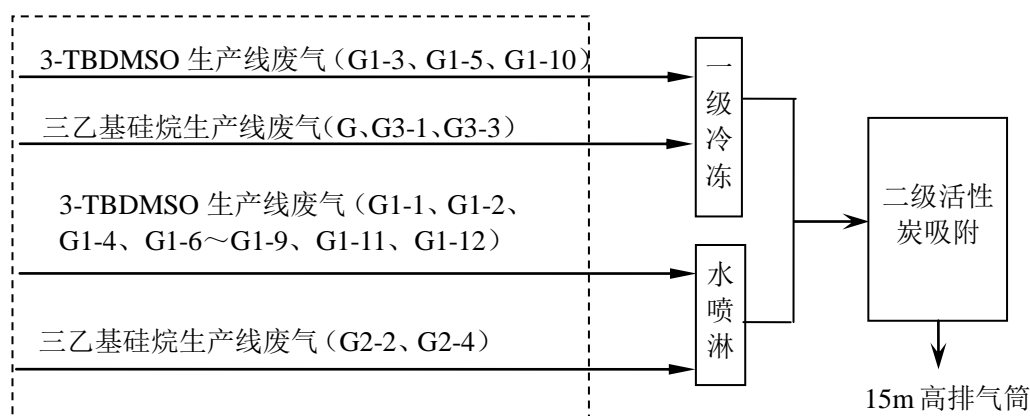 3-TBDMSO 生产线废气（G1-3、G1-5、G1-10）
三乙基硅烷生产线废气（G、G3-1、G3-3）
一级冷冻
3-TBDMSO 生产线废气（G1-1、G1-2、
G1-4、G1-6～G1-9、G1-11、G1-12）
三乙基硅烷生产线废气（G2-2、G2-4）
水喷淋
二级活性
炭吸附
15m 高排气筒